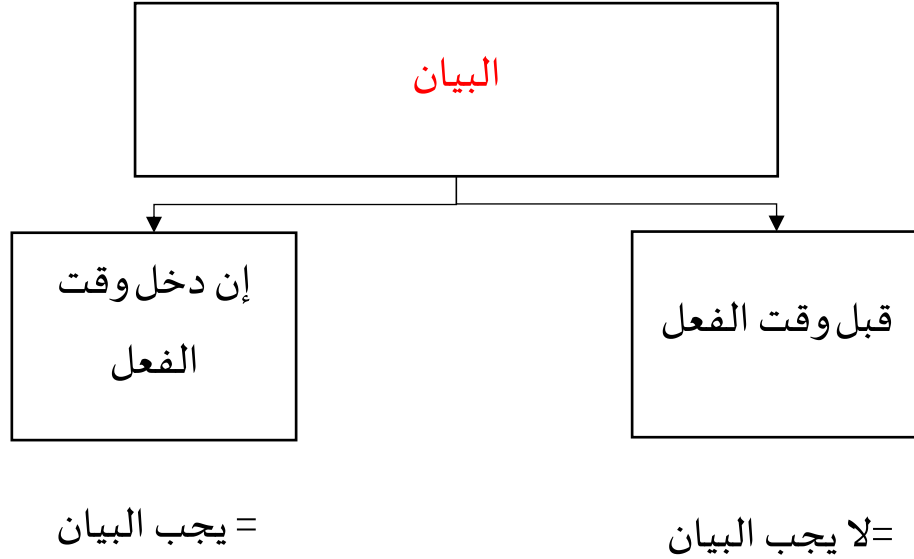 البيان
قبل وقت الفعل
إن دخل وقت
الفعل
=لا يجب البيان
= يجب البيان